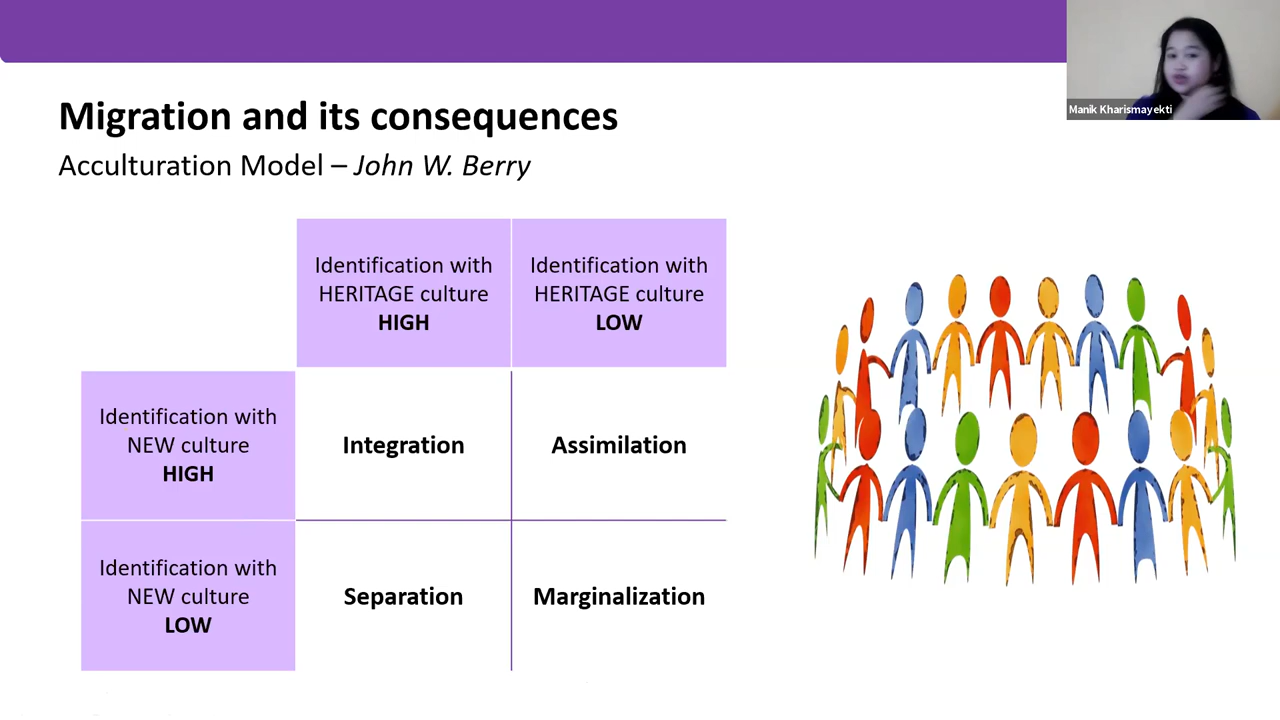 Manik Kharismayekti
Migration and its consequences
Acculturation Model – John W. Berry
Identification with
HERITAGE culture
HIGH
Identification with
HERITAGE culture
LOW
Identification with
NEW culture
HIGH
Integration
Assimilation
Identification with
NEW culture
LOW
Separation
Marginalization